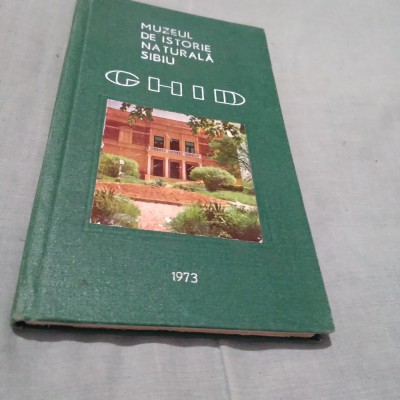 MUZEUL
DE ISTORIE
NATURALĂ
SIBIU
GHID
1973